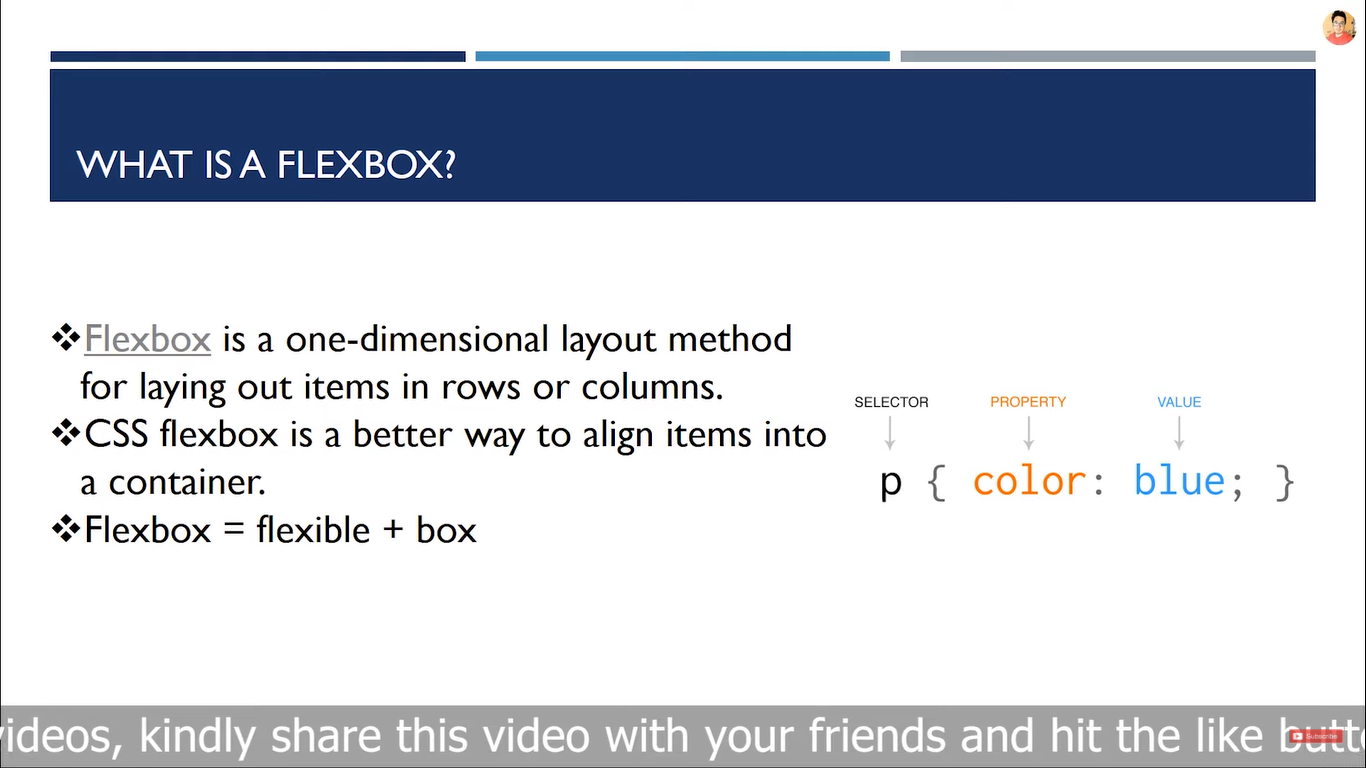 WHAT IS A FLEXBOX?
❖Flexbox is a one-dimensional layout method
for laying out items in rows or columns.
❖CSS flexbox is a better way to align items into
a container.
❖Flexbox = flexible + box
SELECTOR PROPERTY VALUE
p { color: blue; }
videos, kindly share this video with your friends and hit the like
Subscribe